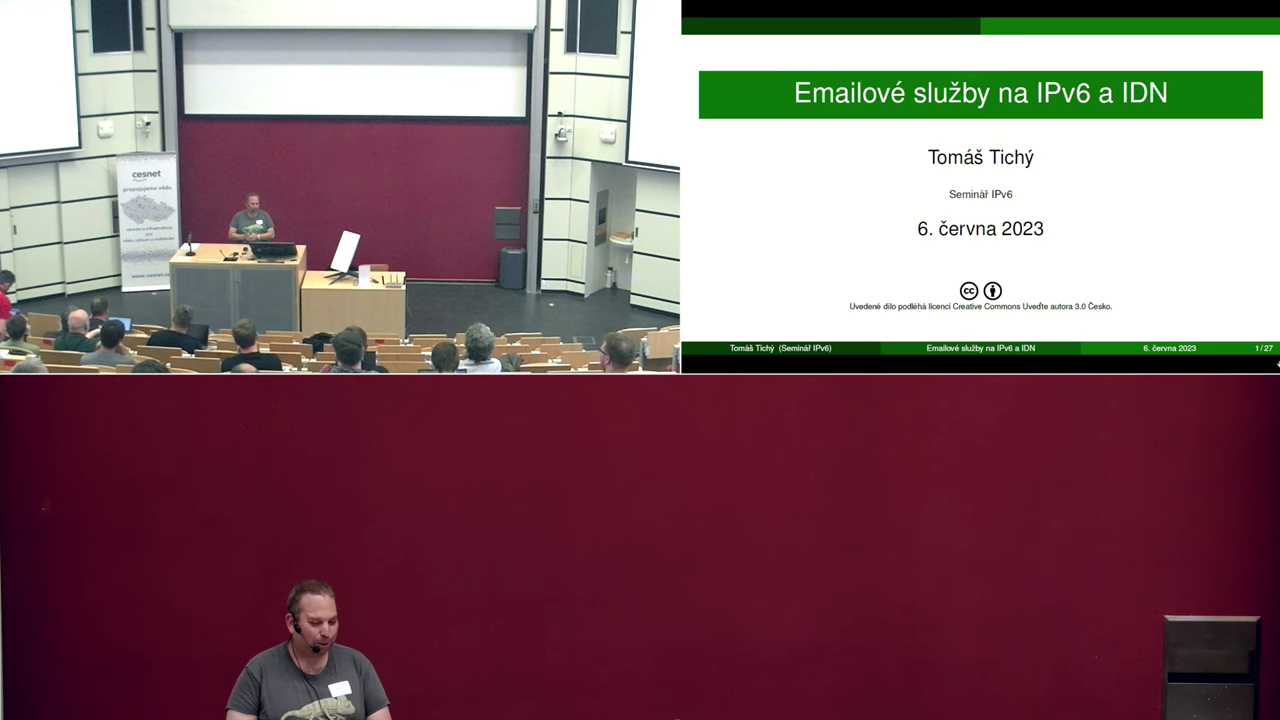 cesnet
propojujeme vědu
www.cesnet.cz
Emailové služby na IPv6 a IDN
Tomáš Tichý
Seminář IPv6
6. června 2023
Uvedené dílo podléhá licenci Creative Commons Uveďte autora 3.0 Česko.
Tomáš Tichý (Seminář IPv6) Emailové služby na IPv6 a IDN 6. června 2023 1 / 27